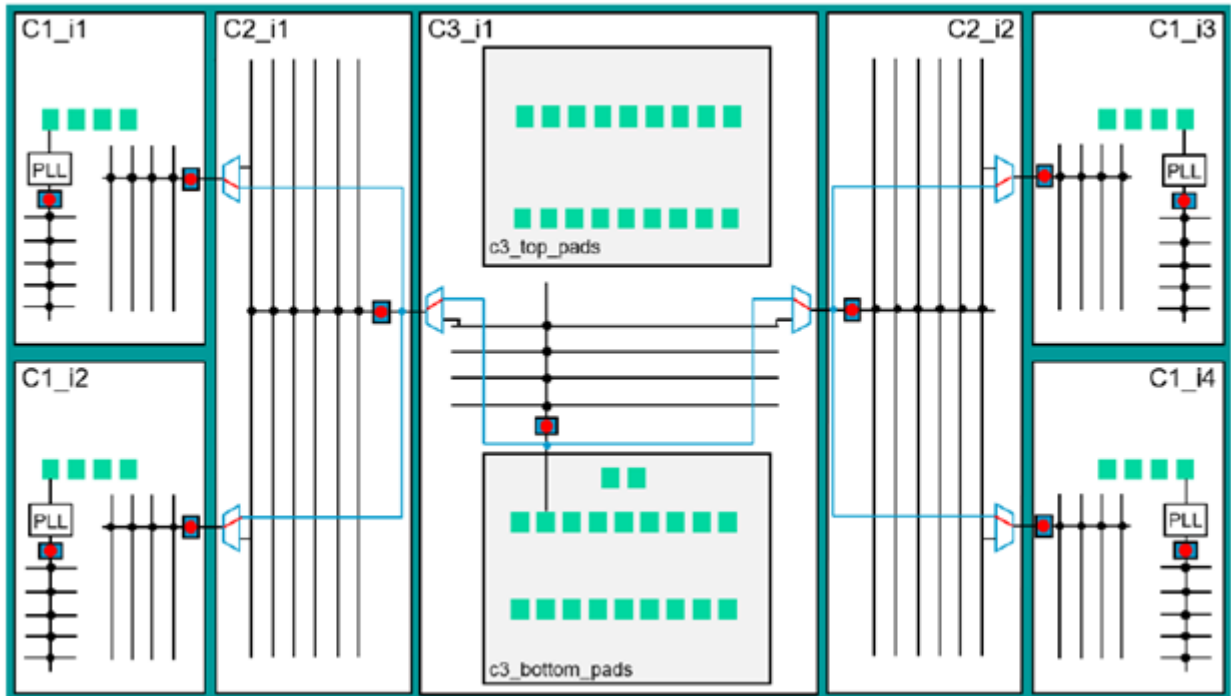 C1_i1
C2_i1
C3_i1
C2_i2
C1_i3
PLL
PLL
c3_top_pads
C1_i2
C1_i4
PLL
PLL
c3_bottom_pads